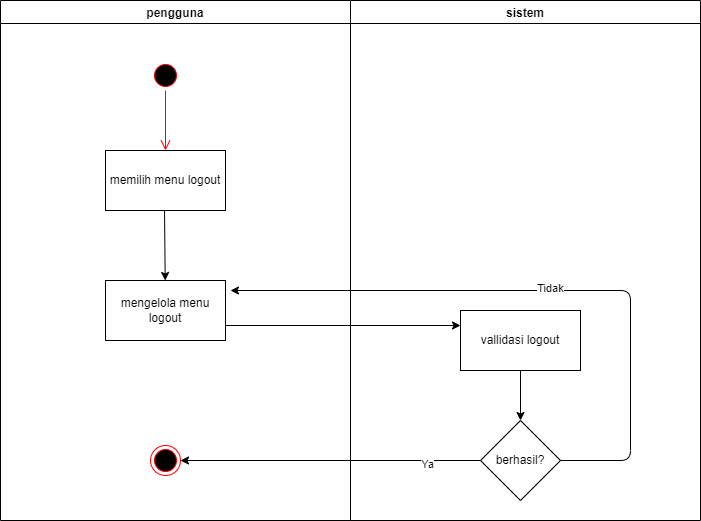 pengguna
sistem
memilih menu logout
mengelola menu
logout
Tidak
vallidasi logout
berhasil?
Ya